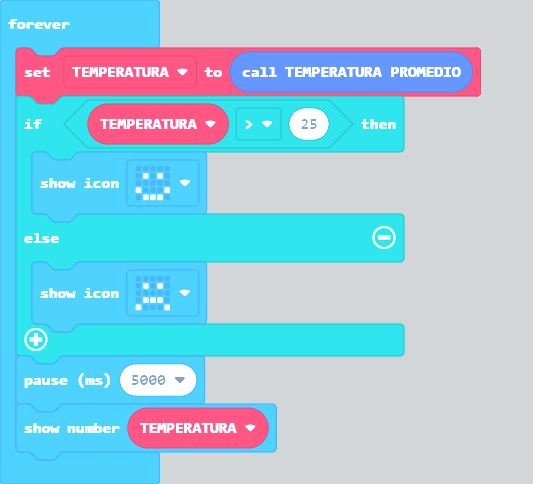 forever
set TEMPERATURA to call TEMPERATURA PROMEDIO
if TEMPERATURA > 25 then
show icon
else
show icon
pause (ms) 5000
show number TEMPERATURA